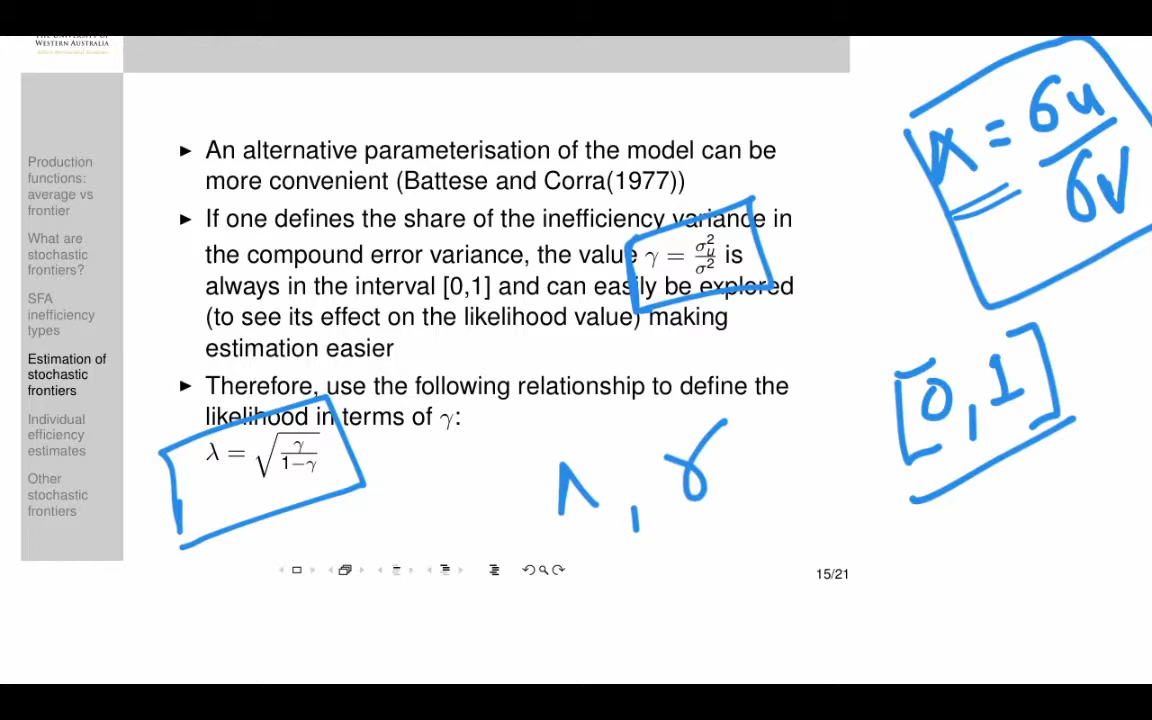 THE UNIVERSITY OF
WESTERN AUSTRALIA
Production
functions:
average vs
frontier
What are
stochastic
frontiers?
SFA
inefficiency
types
Estimation of
stochastic
frontiers
Individual
efficiency
estimates
Other
stochastic
frontiers
► An alternative parameterisation of the model can be
more convenient (Battese and Corra(1977))
► If one defines the share of the inefficiency variance in
the compound error variance, the value γ = σ²ᵤ/σ² is
always in the interval [0,1] and can easily be explored
(to see its effect on the likelihood value) making
estimation easier
► Therefore, use the following relationship to define the
likelihood in terms of γ:
λ = √(γ/(1−γ))
15/21
λ = σu/σv
[0,1]
λ, γ